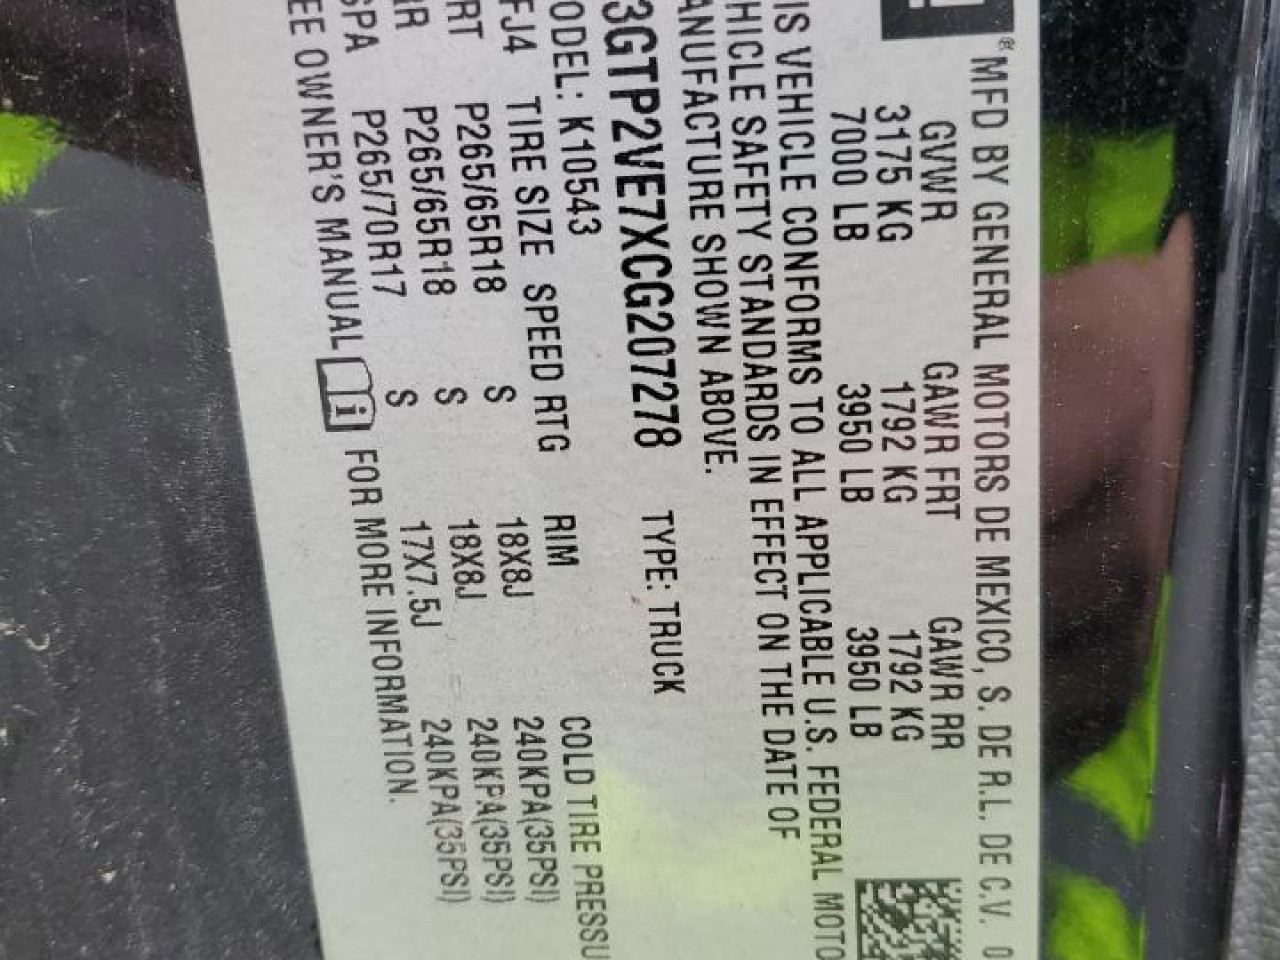 ® MFD BY GENERAL MOTORS DE MEXICO, S. DE R.L. DE C.V. 0
GVWR GAWR FRT GAWR RR
3175 KG 1792 KG 1792 KG
7000 LB 3950 LB 3950 LB
IS VEHICLE CONFORMS TO ALL APPLICABLE U.S. FEDERAL MOTO
HICLE SAFETY STANDARDS IN EFFECT ON THE DATE OF
ANUFACTURE SHOWN ABOVE.
3GTP2VE7XCG207278 TYPE: TRUCK
ODEL: K10543 RIM COLD TIRE PRESSU
FJ4 TIRE SIZE SPEED RTG
RT P265/65R18 S 18X8J 240KPA(35PSI)
R P265/65R18 S 18X8J 240KPA(35PSI)
SPA P265/70R17 S 17X7.5J 240KPA(35PSI)
EE OWNER'S MANUAL i FOR MORE INFORMATION.